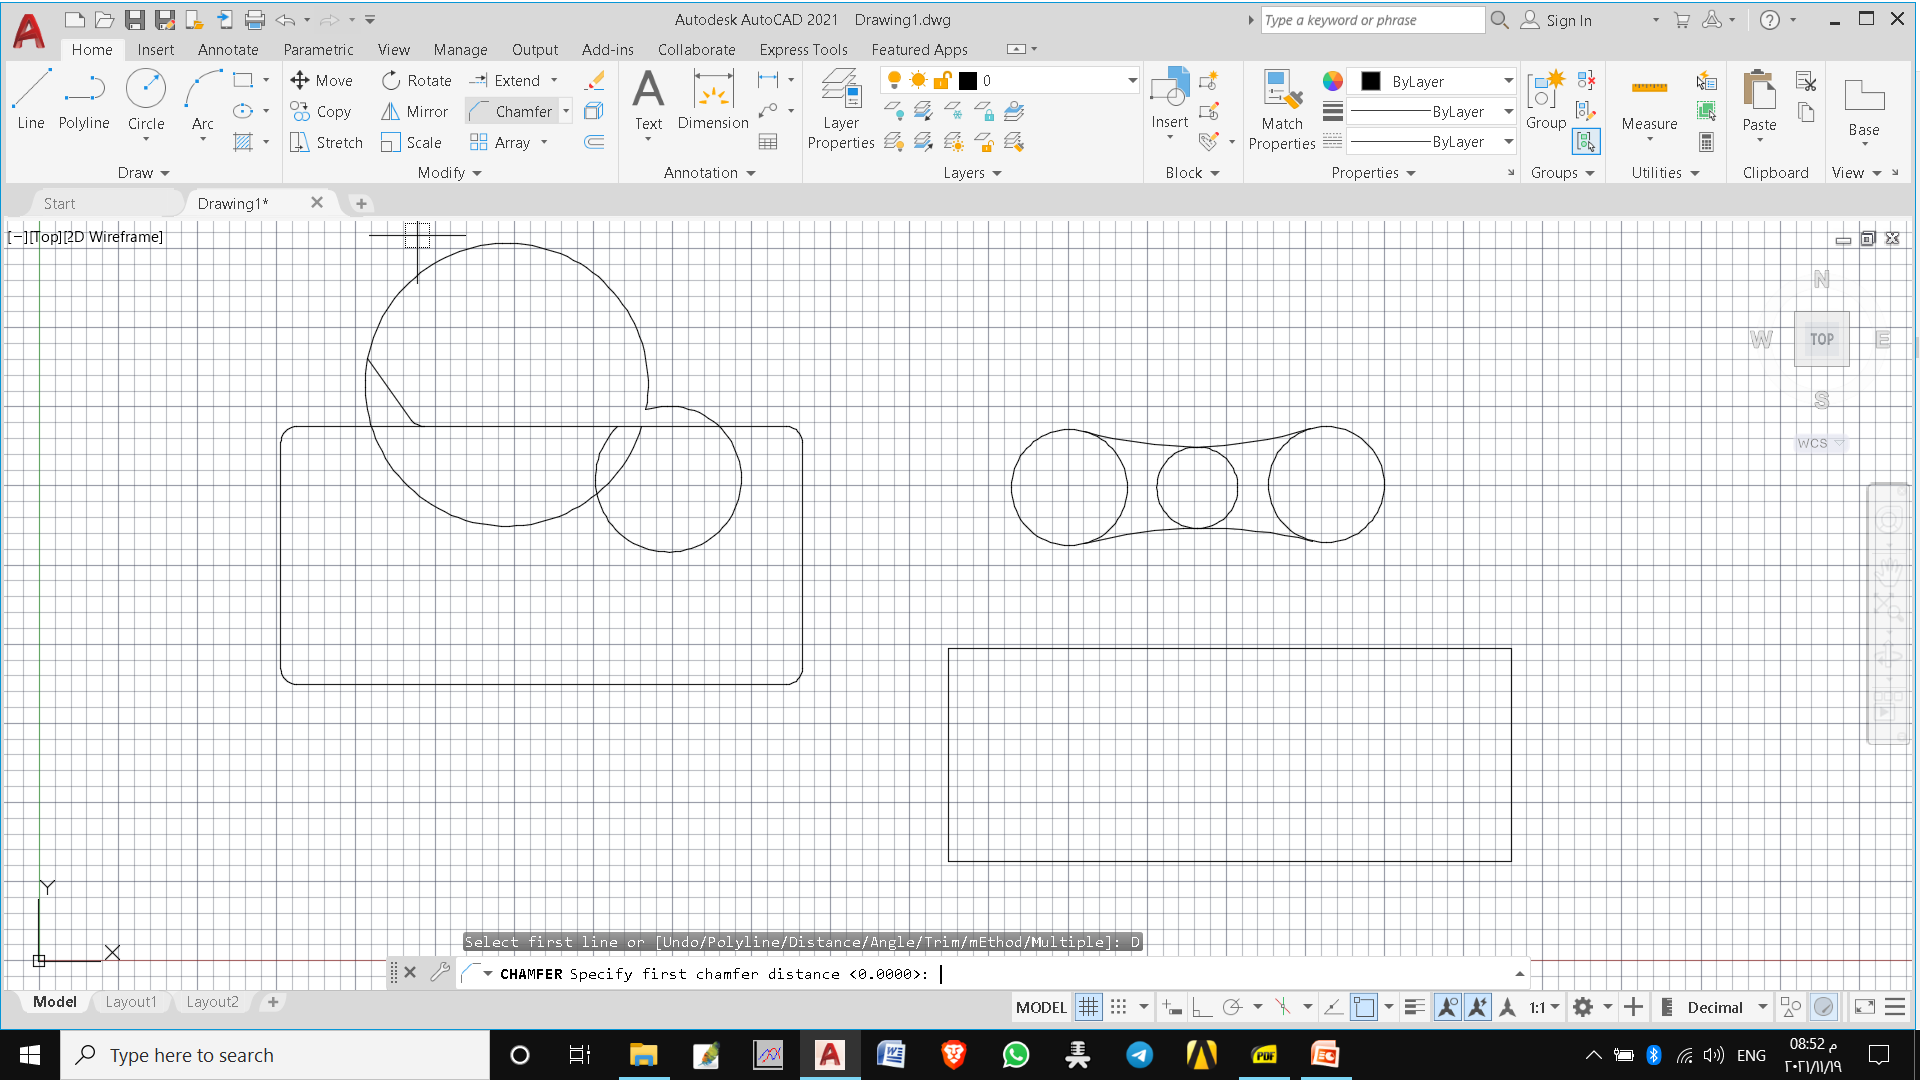 Autodesk AutoCAD 2021 Drawing1.dwg
Type a keyword or phrase
Sign In
Home Insert Annotate Parametric View Manage Output Add-ins Collaborate Express Tools Featured Apps
Line Polyline Circle Arc
Move Rotate Extend
Copy Mirror Chamfer
Stretch Scale Array
Text Dimension
Layer Properties
0
Insert
Match Properties
ByLayer
ByLayer
ByLayer
Group
Measure
Paste
Base
Draw Modify Annotation Layers Block Properties Groups Utilities Clipboard View
Start Drawing1*
[−][Top][2D Wireframe]
N
W TOP E
S
WCS
Y
X
Select first line or [Undo/Polyline/Distance/Angle/Trim/mEthod/Multiple]: D
CHAMFER Specify first chamfer distance <0.0000>:
Model Layout1 Layout2
MODEL 1:1 Decimal
Type here to search
PDF
ENG
08:52 م
٢٠٢١/١١/١٩